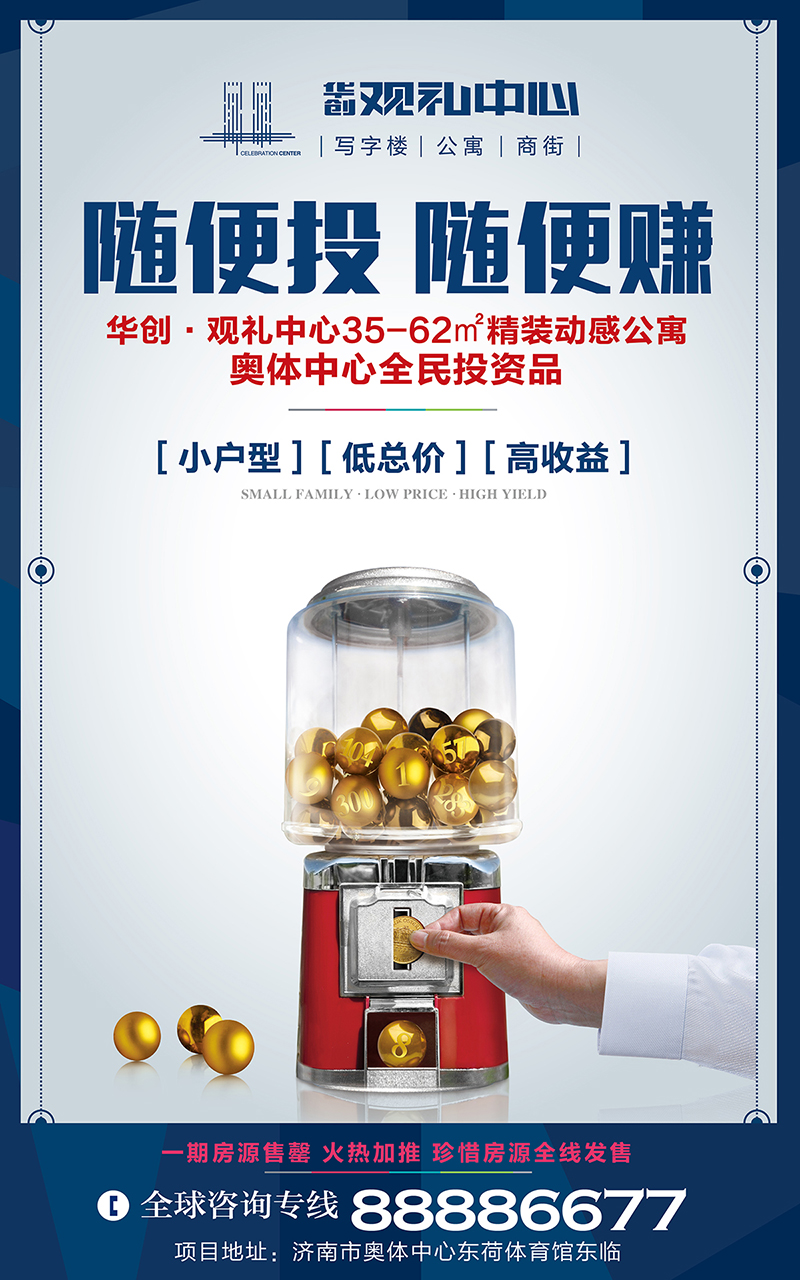 华创观礼中心
CELEBRATION CENTER
| 写字楼 | 公寓 | 商街 |
随便投 随便赚
华创·观礼中心35-62㎡精装动感公寓
奥体中心全民投资品
[ 小户型 ] [ 低总价 ] [ 高收益 ]
SMALL FAMILY · LOW PRICE · HIGH YIELD
304
57
1
300
8
一期房源售罄 火热加推 珍惜房源全线发售
全球咨询专线 88886677
项目地址：济南市奥体中心东荷体育馆东临